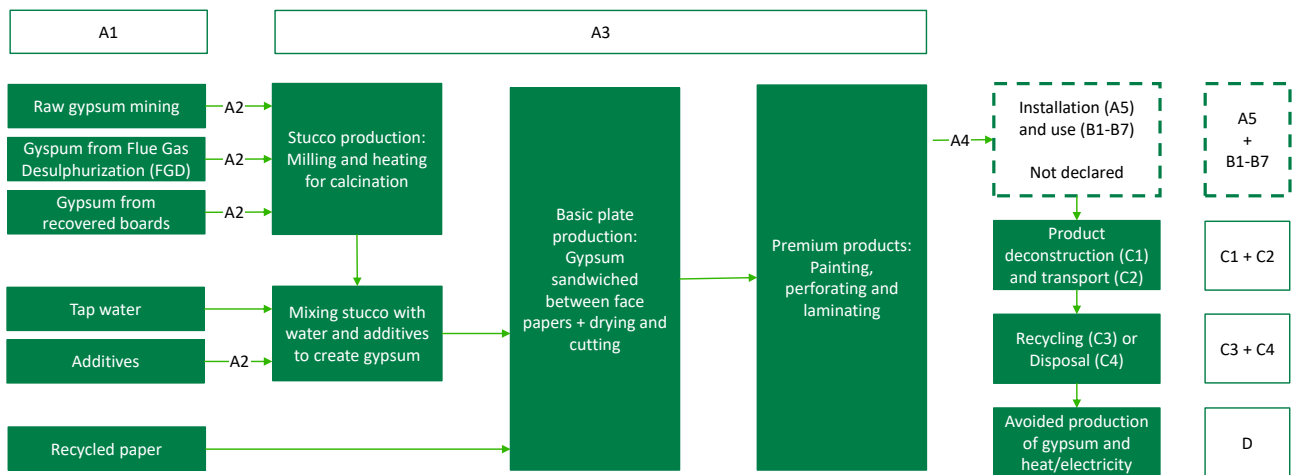 A1
A3
Raw gypsum mining
A2
Gyspum from Flue Gas
Desulphurization (FGD)
A2
Gypsum from
recovered boards
A2
Stucco production:
Milling and heating
for calcination
Tap water
Additives
A2
Mixing stucco with
water and additives
to create gypsum
Recycled paper
Basic plate
production:
Gypsum
sandwiched
between face
papers + drying and
cutting
Premium products:
Painting,
perforating and
laminating
A4
Installation (A5)
and use (B1-B7)
Not declared
A5
+
B1-B7
Product
deconstruction (C1)
and transport (C2)
C1 + C2
Recycling (C3) or
Disposal (C4)
C3 + C4
Avoided production
of gypsum and
heat/electricity
D